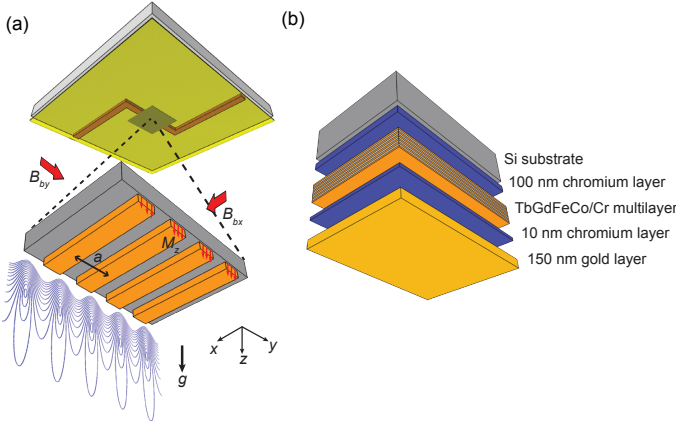 (a)
B_by
B_bx
M_z
a
g
x
y
z
(b)
Si substrate
100 nm chromium layer
TbGdFeCo/Cr multilayer
10 nm chromium layer
150 nm gold layer